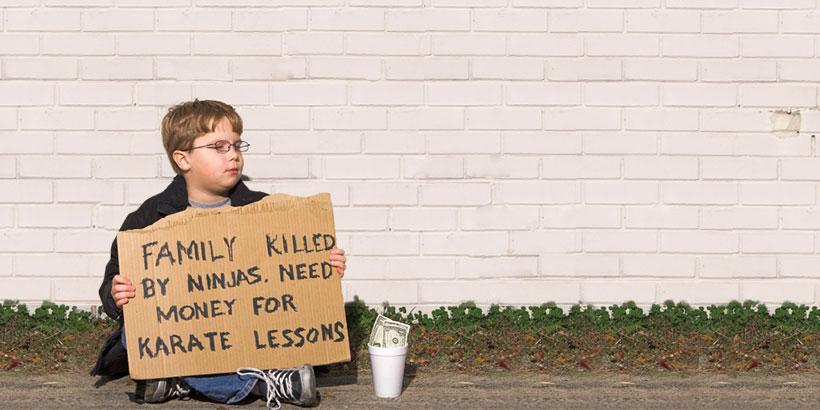 FAMILY KILLED
BY NINJAS. NEED
MONEY FOR
KARATE LESSONS